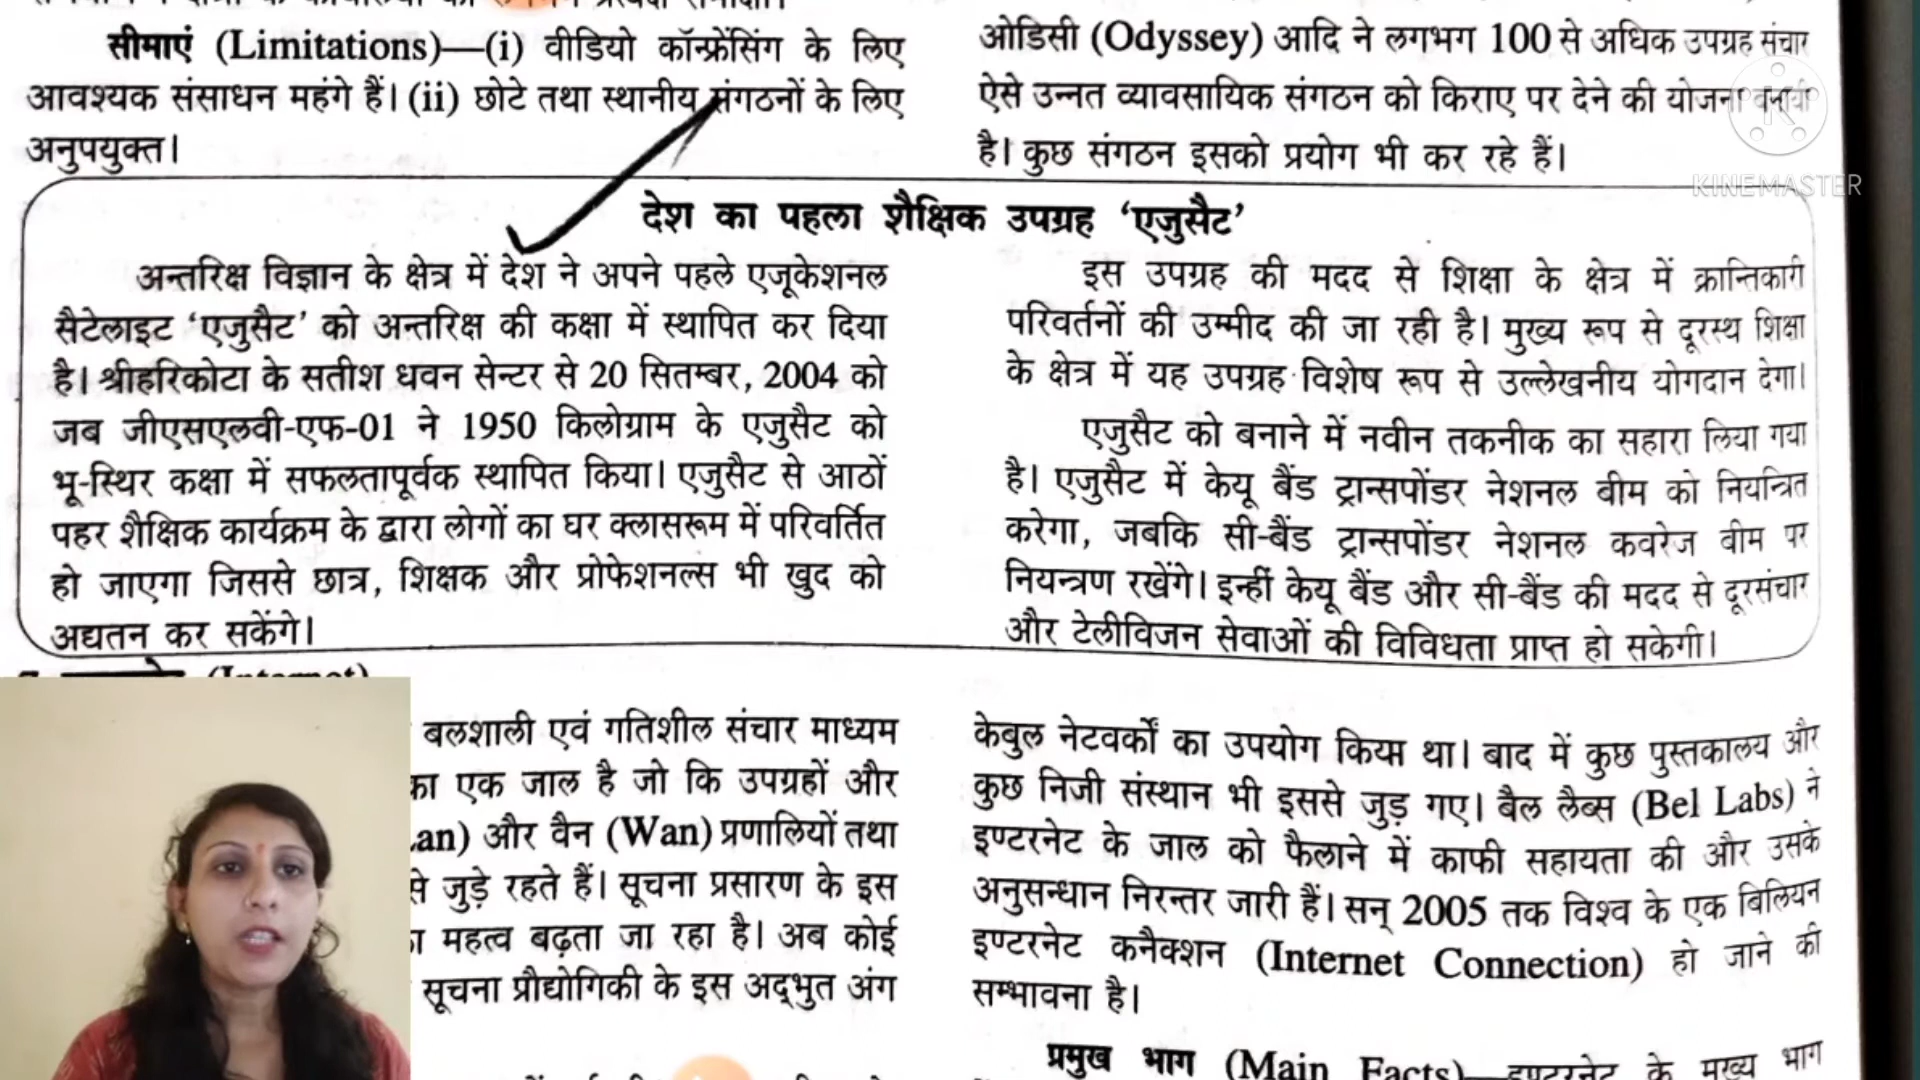 सीमाएं (Limitations)—(i) वीडियो कॉन्फ्रेंसिंग के लिए
आवश्यक संसाधन महंगे हैं। (ii) छोटे तथा स्थानीय संगठनों के लिए
अनुपयुक्त।
ओडिसी (Odyssey) आदि ने लगभग 100 से अधिक उपग्रह संचार
ऐसे उन्नत व्यावसायिक संगठन को किराए पर देने की योजना बनायी
है। कुछ संगठन इसको प्रयोग भी कर रहे हैं।
KINEMASTER
देश का पहला शैक्षिक उपग्रह ‘एजुसैट’
अन्तरिक्ष विज्ञान के क्षेत्र में देश ने अपने पहले एजूकेशनल
सैटेलाइट ‘एजुसैट’ को अन्तरिक्ष की कक्षा में स्थापित कर दिया
है। श्रीहरिकोटा के सतीश धवन सेन्टर से 20 सितम्बर, 2004 को
जब जीएसएलवी-एफ-01 ने 1950 किलोग्राम के एजुसैट को
भू-स्थिर कक्षा में सफलतापूर्वक स्थापित किया। एजुसैट से आठों
पहर शैक्षिक कार्यक्रम के द्वारा लोगों का घर क्लासरूम में परिवर्तित
हो जाएगा जिससे छात्र, शिक्षक और प्रोफेशनल्स भी खुद को
अद्यतन कर सकेंगे।
इस उपग्रह की मदद से शिक्षा के क्षेत्र में क्रान्तिकारी
परिवर्तनों की उम्मीद की जा रही है। मुख्य रूप से दूरस्थ शिक्षा
के क्षेत्र में यह उपग्रह विशेष रूप से उल्लेखनीय योगदान देगा।
एजुसैट को बनाने में नवीन तकनीक का सहारा लिया गया
है। एजुसैट में केयू बैंड ट्रान्सपोंडर नेशनल बीम को नियन्त्रित
करेगा, जबकि सी-बैंड ट्रान्सपोंडर नेशनल कवरेज बीम पर
नियन्त्रण रखेंगे। इन्हीं केयू बैंड और सी-बैंड की मदद से दूरसंचार
और टेलीविजन सेवाओं की विविधता प्राप्त हो सकेगी।
(Internet)
बलशाली एवं गतिशील संचार माध्यम
का एक जाल है जो कि उपग्रहों और
an) और वैन (Wan) प्रणालियों तथा
से जुड़े रहते हैं। सूचना प्रसारण के इस
महत्व बढ़ता जा रहा है। अब कोई
सूचना प्रौद्योगिकी के इस अद्भुत अंग
केबुल नेटवर्कों का उपयोग किया था। बाद में कुछ पुस्तकालय और
कुछ निजी संस्थान भी इससे जुड़ गए। बैल लैब्स (Bel Labs) ने
इण्टरनेट के जाल को फैलाने में काफी सहायता की और उसके
अनुसन्धान निरन्तर जारी हैं। सन् 2005 तक विश्व के एक बिलियन
इण्टरनेट कनैक्शन (Internet Connection) हो जाने की
सम्भावना है।
प्रमुख भाग (Main Facts)—इण्टरनेट के मुख्य भाग